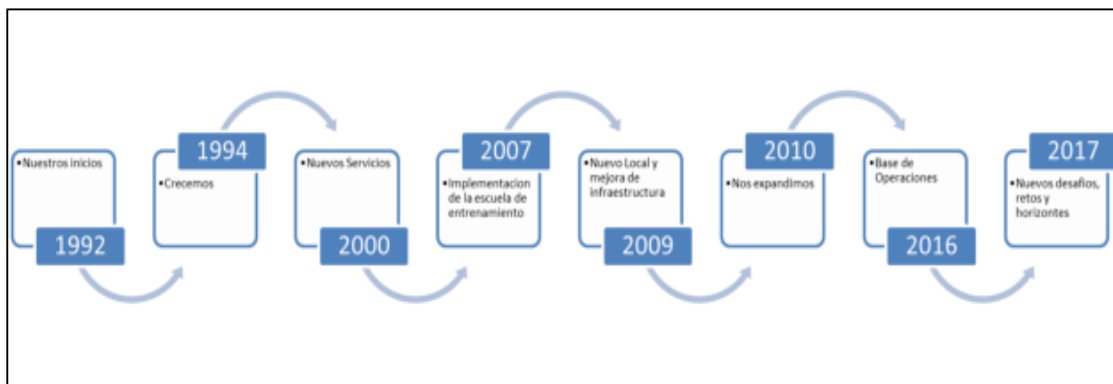 • Nuestros inicios
1992
1994
• Crecemos
• Nuevos Servicios
2000
2007
• Implementacion
de la escuela de
entrenamiento
• Nuevo Local y
mejora de
infraestructura
2009
2010
• Nos expandimos
• Base de
Operaciones
2016
2017
• Nuevos desafios,
retos y
horizontes